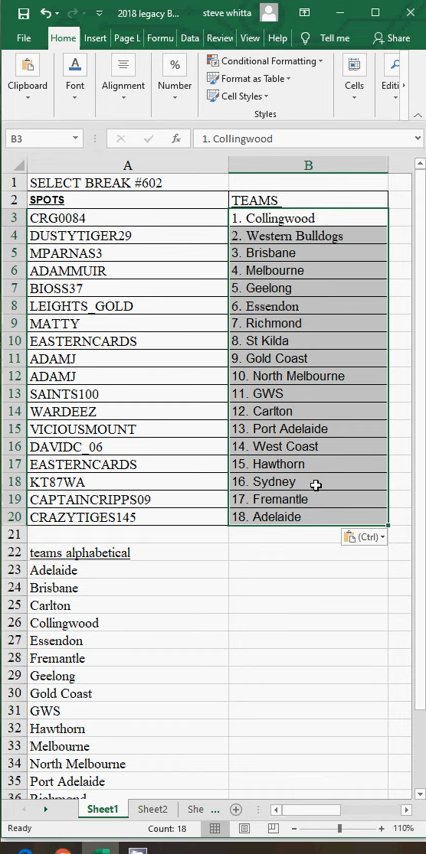 2018 legacy B... steve whitta
File Home Insert Page L Formu Data Review View Help Tell me Share
Clipboard Font Alignment Number Conditional Formatting Format as Table Cell Styles Styles Cells Editi
B3 fx 1. Collingwood
A B
1 SELECT BREAK #602
2 SPOTS TEAMS
3 CRG0084 1. Collingwood
4 DUSTYTIGER29 2. Western Bulldogs
5 MPARNAS3 3. Brisbane
6 ADAMMUIR 4. Melbourne
7 BIOSS37 5. Geelong
8 LEIGHTS_GOLD 6. Essendon
9 MATTY 7. Richmond
10 EASTERNCARDS 8. St Kilda
11 ADAMJ 9. Gold Coast
12 ADAMJ 10. North Melbourne
13 SAINTS100 11. GWS
14 WARDEEZ 12. Carlton
15 VICIOUSMOUNT 13. Port Adelaide
16 DAVIDC_06 14. West Coast
17 EASTERNCARDS 15. Hawthorn
18 KT87WA 16. Sydney
19 CAPTAINCRIPPS09 17. Fremantle
20 CRAZYTIGES145 18. Adelaide
21 (Ctrl)
22 teams alphabetical
23 Adelaide
24 Brisbane
25 Carlton
26 Collingwood
27 Essendon
28 Fremantle
29 Geelong
30 Gold Coast
31 GWS
32 Hawthorn
33 Melbourne
34 North Melbourne
35 Port Adelaide
36 Richmond
Sheet1 Sheet2 She ...
Count: 18 110%